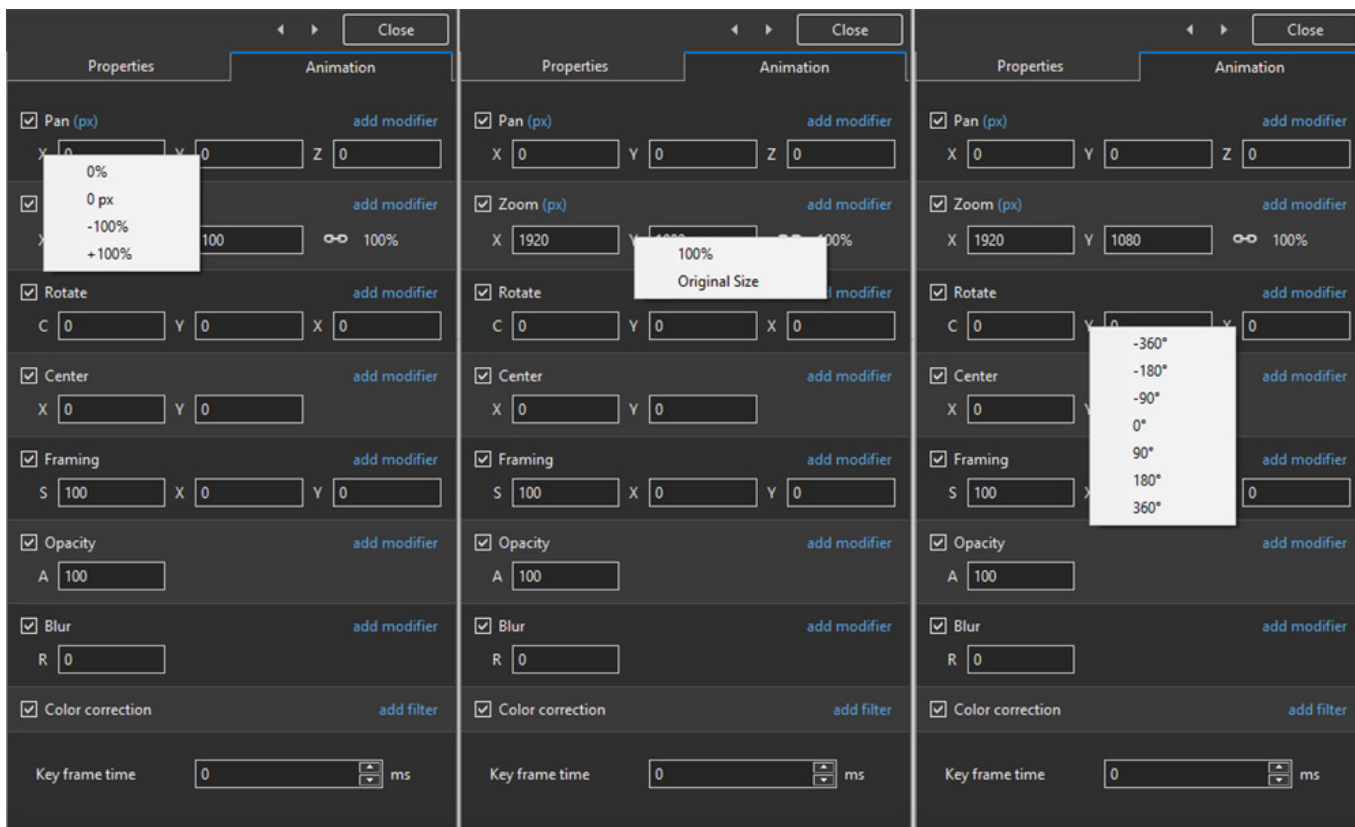 Close
Properties Animation
Pan (px) add modifier
X 0 Y 0 Z 0
0%
0 px
-100%
+100%
add modifier
X 100 100%
Rotate add modifier
C 0 Y 0 X 0
Center add modifier
X 0 Y 0
Framing add modifier
S 100 X 0 Y 0
Opacity add modifier
A 100
Blur add modifier
R 0
Color correction add filter
Key frame time 0 ms
Close
Properties Animation
Pan (px) add modifier
X 0 Y 0 Z 0
Zoom (px) add modifier
X 1920 Y 1080 100%
100%
Original Size
Rotate modifier
C 0 Y 0 X 0
Center add modifier
X 0 Y 0
Framing add modifier
S 100 X 0 Y 0
Opacity add modifier
A 100
Blur add modifier
R 0
Color correction add filter
Key frame time 0 ms
Close
Properties Animation
Pan (px) add modifier
X 0 Y 0 Z 0
Zoom (px) add modifier
X 1920 Y 1080 100%
Rotate add modifier
C 0 Y 0 X 0
-360°
-180°
-90°
0°
90°
180°
360°
Center add modifier
X 0 Y
Framing add modifier
S 100 X 0
Opacity add modifier
A 100
Blur add modifier
R 0
Color correction add filter
Key frame time 0 ms